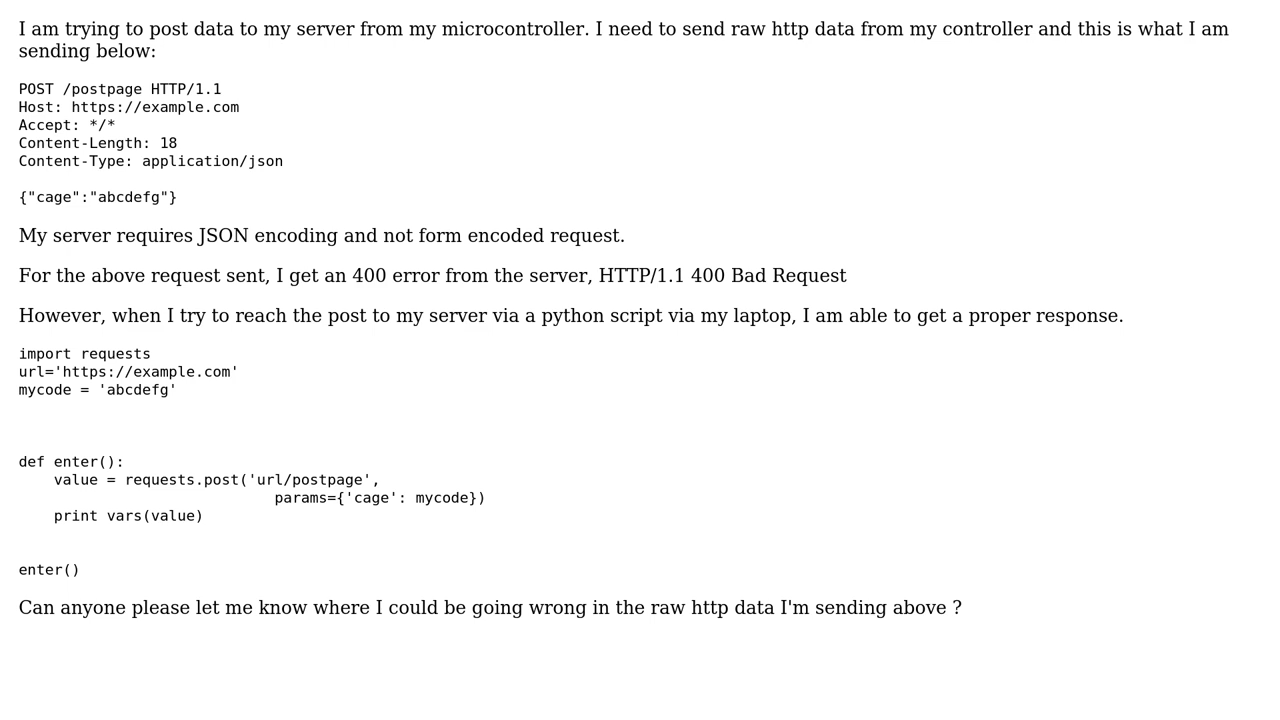 I am trying to post data to my server from my microcontroller. I need to send raw http data from my controller and this is what I am
sending below:
POST /postpage HTTP/1.1
Host: https://example.com
Accept: */*
Content-Length: 18
Content-Type: application/json
{"cage":"abcdefg"}
My server requires JSON encoding and not form encoded request.
For the above request sent, I get an 400 error from the server, HTTP/1.1 400 Bad Request
However, when I try to reach the post to my server via a python script via my laptop, I am able to get a proper response.
import requests
url='https://example.com'
mycode = 'abcdefg'
def enter():
    value = requests.post('url/postpage',
                             params={'cage': mycode})
    print vars(value)
enter()
Can anyone please let me know where I could be going wrong in the raw http data I'm sending above ?